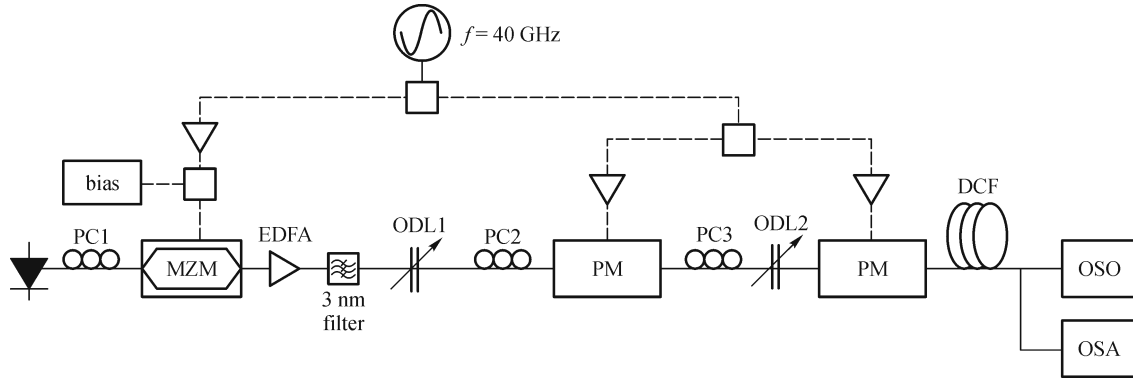 f = 40 GHz
bias
DCF
PC1
EDFA
ODL1
PC2
PC3
ODL2
MZM
PM
PM
OSO
3 nm
filter
OSA